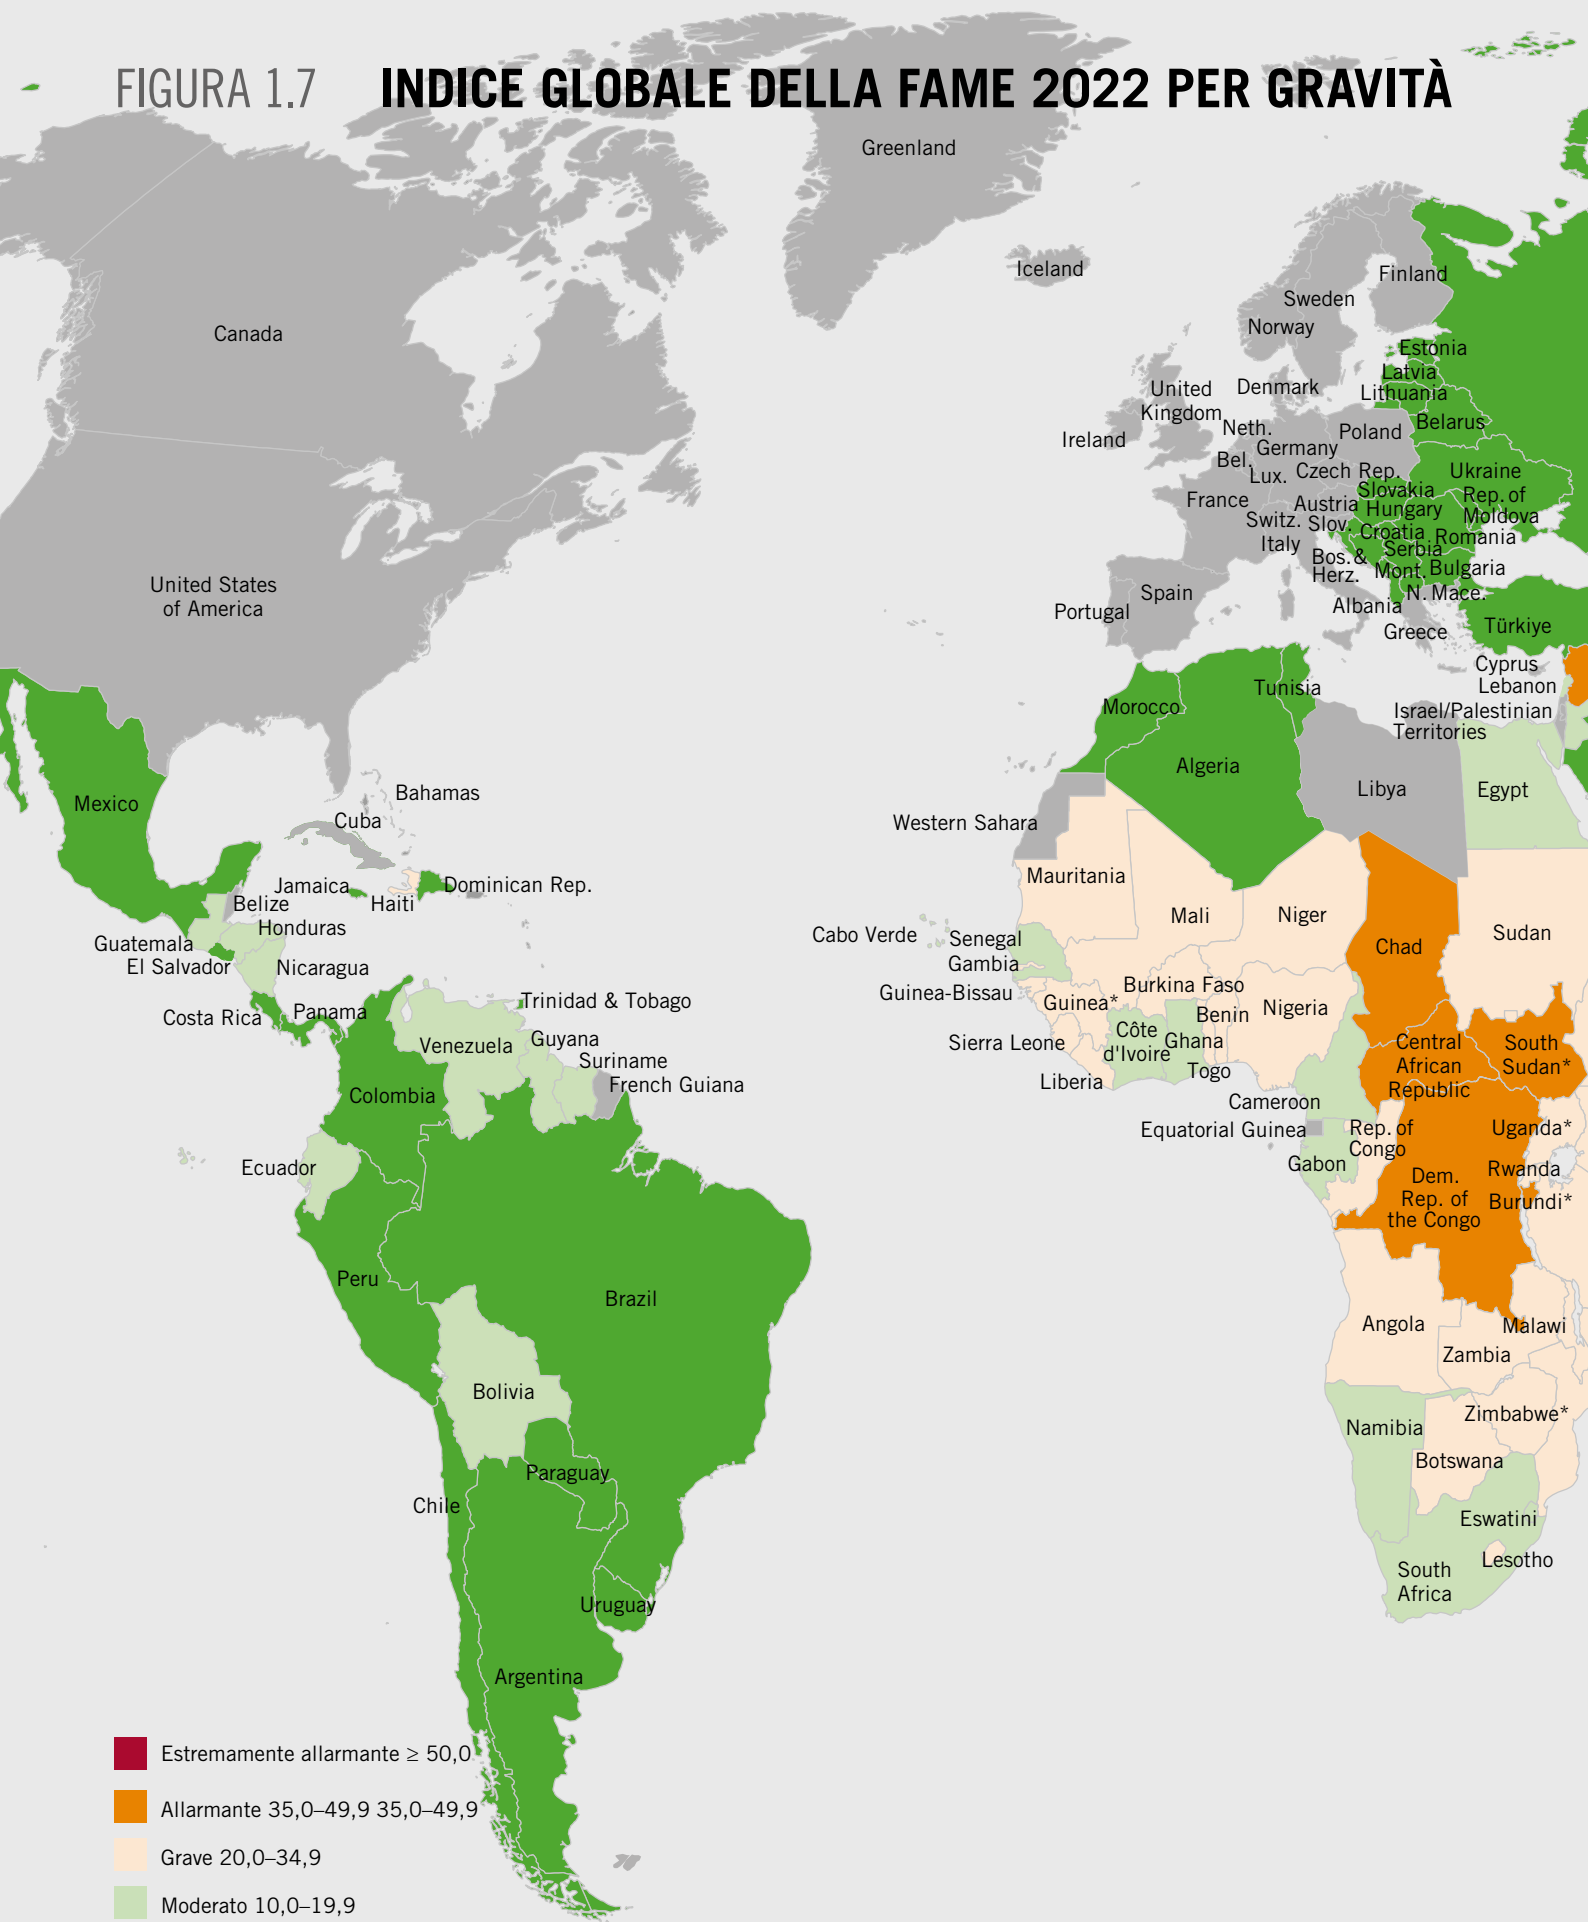 FIGURA 1.7 INDICE GLOBALE DELLA FAME 2022 PER GRAVITÀ
Greenland
Iceland
Finland
Sweden
Norway
Canada
Estonia
Latvia
Lithuania
United
Kingdom
Denmark
Belarus
Ireland
Neth.
Poland
Germany
Bel.
Lux.
Czech Rep.
Ukraine
Slovakia
France
Austria
Hungary
Rep. of
Moldova
Switz.
Slov.
Croatia
Romania
Italy
Serbia
Bos. &
Herz.
Mont.
Bulgaria
N. Mace.
United States
of America
Spain
Portugal
Albania
Greece
Türkiye
Cyprus
Lebanon
Israel/Palestinian
Territories
Tunisia
Morocco
Algeria
Libya
Egypt
Mexico
Bahamas
Cuba
Western Sahara
Jamaica
Haiti
Dominican Rep.
Belize
Honduras
Guatemala
El Salvador
Nicaragua
Costa Rica
Panama
Trinidad & Tobago
Mauritania
Mali
Niger
Chad
Sudan
Cabo Verde
Senegal
Gambia
Guinea-Bissau
Guinea*
Burkina Faso
Benin
Nigeria
Sierra Leone
Côte
d'Ivoire
Ghana
Liberia
Togo
Central
African
Republic
South
Sudan*
Venezuela
Guyana
Suriname
French Guiana
Colombia
Cameroon
Equatorial Guinea
Rep. of
Congo
Uganda*
Gabon
Rwanda
Dem.
Rep. of
the Congo
Burundi*
Ecuador
Peru
Brazil
Angola
Malawi
Zambia
Bolivia
Zimbabwe*
Namibia
Botswana
Paraguay
Chile
Eswatini
Lesotho
South
Africa
Uruguay
Argentina
Estremamente allarmante ≥ 50,0
Allarmante 35,0–49,9 35,0–49,9
Grave 20,0–34,9
Moderato 10,0–19,9